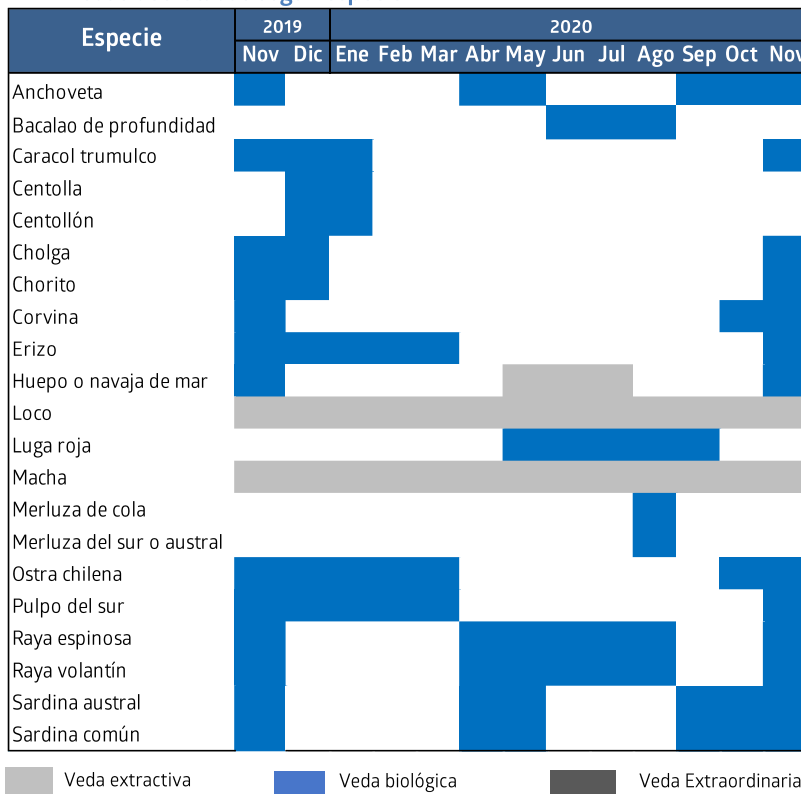 Especie
2019 2020
Nov Dic Ene Feb Mar Abr May Jun Jul Ago Sep Oct Nov
Anchoveta
Bacalao de profundidad
Caracol trumulco
Centolla
Centollón
Cholga
Chorito
Corvina
Erizo
Huepo o navaja de mar
Loco
Luga roja
Macha
Merluza de cola
Merluza del sur o austral
Ostra chilena
Pulpo del sur
Raya espinosa
Raya volantín
Sardina austral
Sardina común
Veda extractiva Veda biológica Veda Extraordinaria